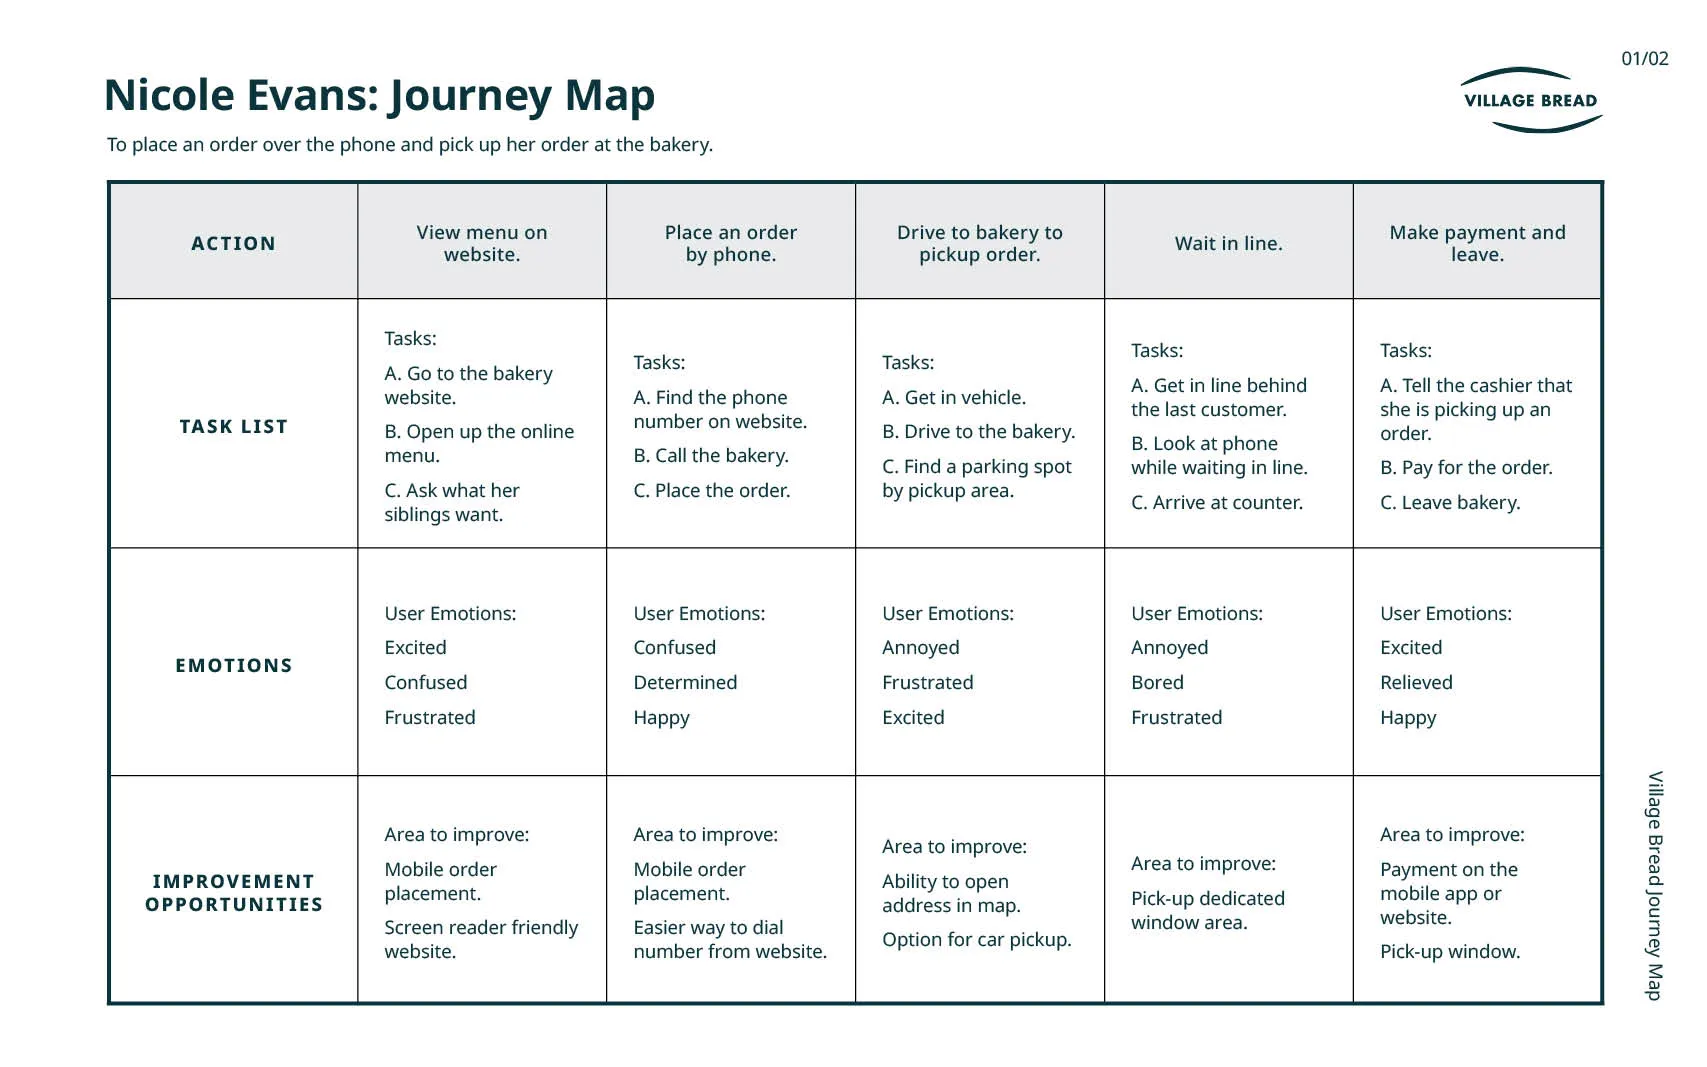 01/02
Nicole Evans: Journey Map
VILLAGE BREAD
To place an order over the phone and pick up her order at the bakery.
ACTION
View menu on
website.
Place an order
by phone.
Drive to bakery to
pickup order.
Wait in line.
Make payment and
leave.
TASK LIST
Tasks:
A. Go to the bakery
website.
B. Open up the online
menu.
C. Ask what her
siblings want.
Tasks:
A. Find the phone
number on website.
B. Call the bakery.
C. Place the order.
Tasks:
A. Get in vehicle.
B. Drive to the bakery.
C. Find a parking spot
by pickup area.
Tasks:
A. Get in line behind
the last customer.
B. Look at phone
while waiting in line.
C. Arrive at counter.
Tasks:
A. Tell the cashier that
she is picking up an
order.
B. Pay for the order.
C. Leave bakery.
EMOTIONS
User Emotions:
Excited
Confused
Frustrated
User Emotions:
Confused
Determined
Happy
User Emotions:
Annoyed
Frustrated
Excited
User Emotions:
Annoyed
Bored
Frustrated
User Emotions:
Excited
Relieved
Happy
IMPROVEMENT
OPPORTUNITIES
Area to improve:
Mobile order
placement.
Screen reader friendly
website.
Area to improve:
Mobile order
placement.
Easier way to dial
number from website.
Area to improve:
Ability to open
address in map.
Option for car pickup.
Area to improve:
Pick-up dedicated
window area.
Area to improve:
Payment on the
mobile app or
website.
Pick-up window.
Village Bread Journey Map